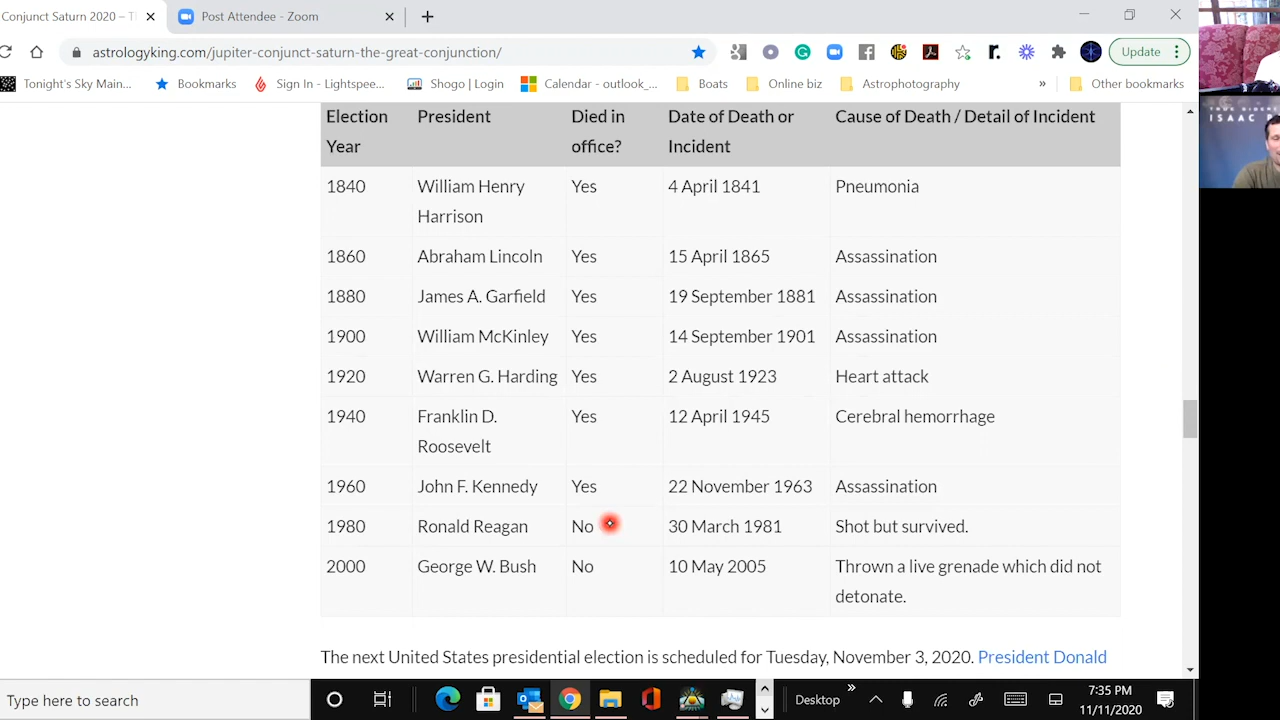 Conjunct Saturn 2020 – T
Post Attendee - Zoom
astrologyking.com/jupiter-conjunct-saturn-the-great-conjunction/
Update
Tonight's Sky Main...
Bookmarks
Sign In - Lightspee...
Shogo | Login
Calendar - outlook_...
Boats
Online biz
Astrophotography
»
Other bookmarks
Election Year President Died in office? Date of Death or Incident Cause of Death / Detail of Incident
1840 William Henry Harrison Yes 4 April 1841 Pneumonia
1860 Abraham Lincoln Yes 15 April 1865 Assassination
1880 James A. Garfield Yes 19 September 1881 Assassination
1900 William McKinley Yes 14 September 1901 Assassination
1920 Warren G. Harding Yes 2 August 1923 Heart attack
1940 Franklin D. Roosevelt Yes 12 April 1945 Cerebral hemorrhage
1960 John F. Kennedy Yes 22 November 1963 Assassination
1980 Ronald Reagan No 30 March 1981 Shot but survived.
2000 George W. Bush No 10 May 2005 Thrown a live grenade which did not detonate.
The next United States presidential election is scheduled for Tuesday, November 3, 2020. President Donald
Type here to search
Desktop
7:35 PM
11/11/2020
ISAAC